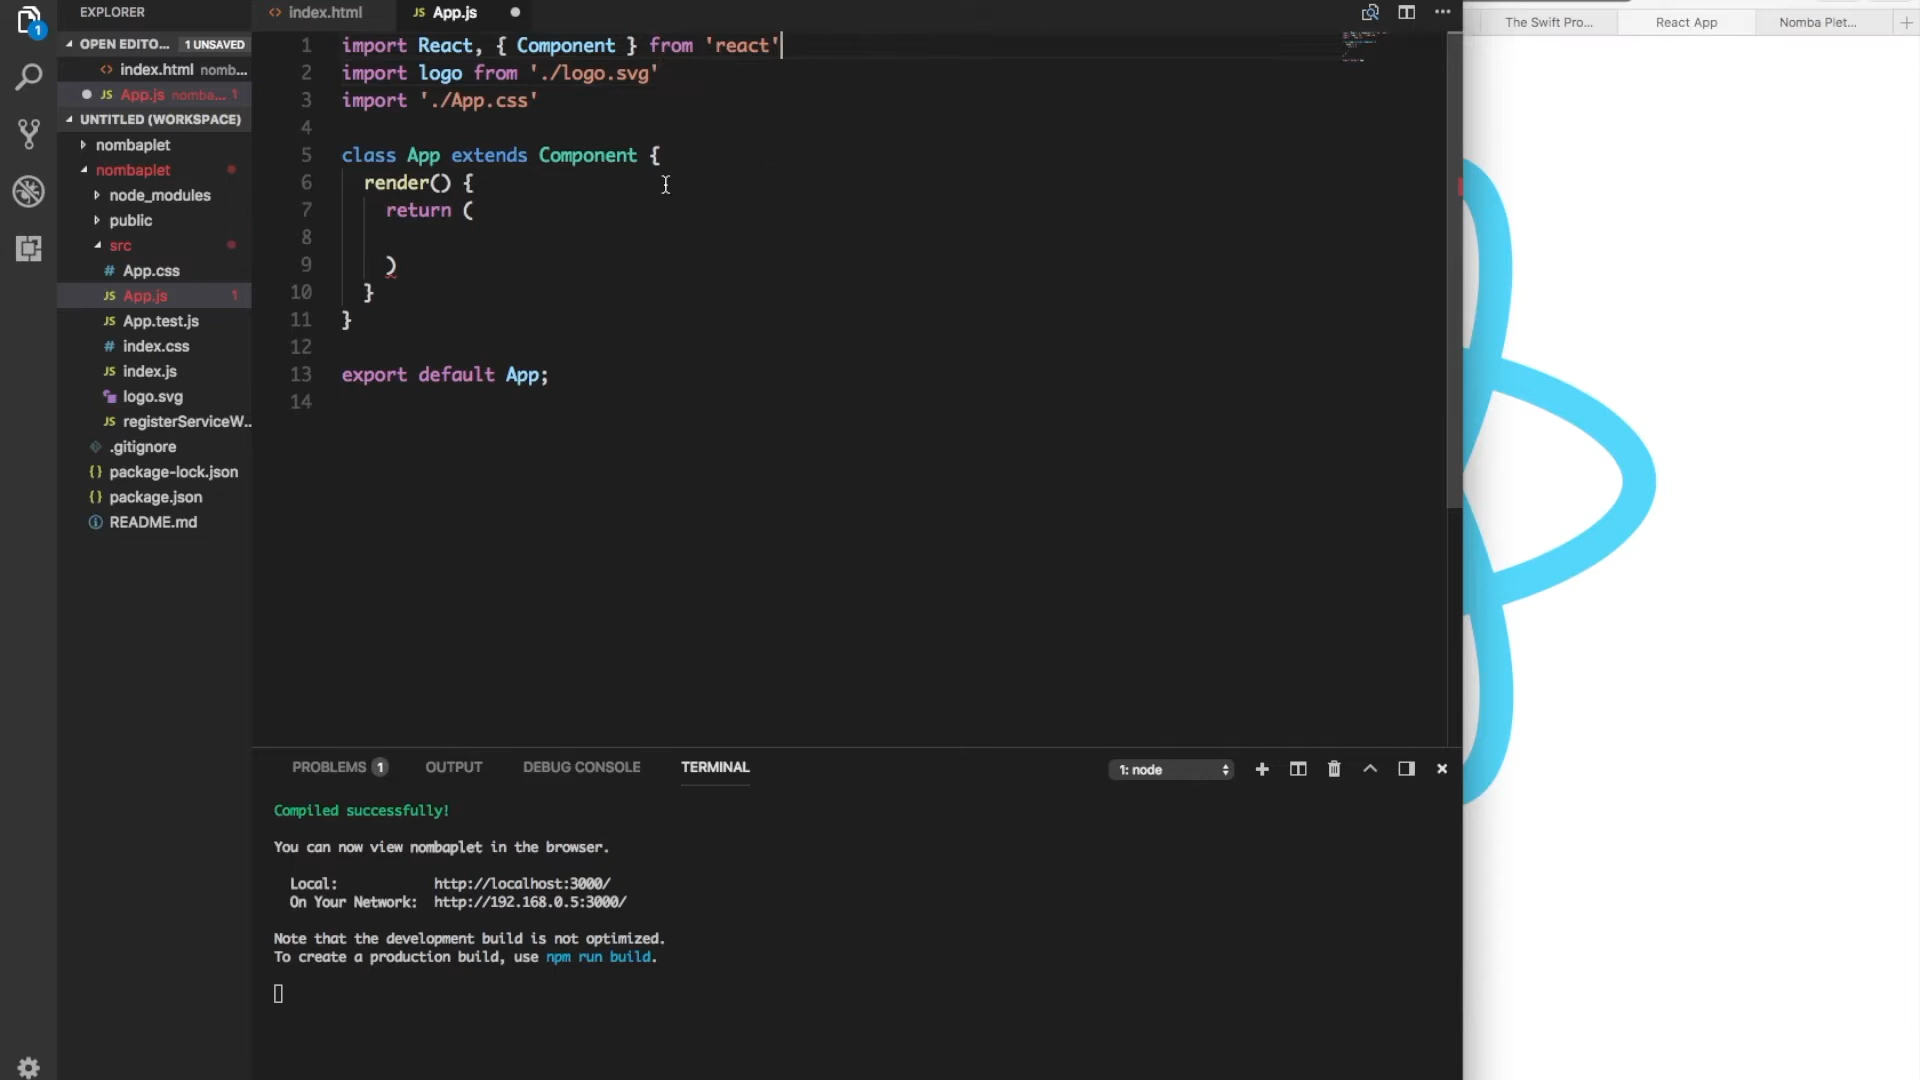 EXPLORER
OPEN EDITO... 1 UNSAVED
index.html nomb...
JS App.js nomba... 1
UNTITLED (WORKSPACE)
nombaplet
nombaplet
node_modules
public
src
# App.css
JS App.js 1
JS App.test.js
# index.css
JS index.js
logo.svg
JS registerServiceW..
.gitignore
{} package-lock.json
{} package.json
README.md
1
<> index.html
JS App.js
1 import React, { Component } from 'react'
2 import logo from './logo.svg'
3 import './App.css'
4
5 class App extends Component {
6 render() {
7 return (
8
9 )
10 }
11 }
12
13 export default App;
14
PROBLEMS 1 OUTPUT DEBUG CONSOLE TERMINAL
1: node
Compiled successfully!
You can now view nombaplet in the browser.
Local: http://localhost:3000/
On Your Network: http://192.168.0.5:3000/
Note that the development build is not optimized.
To create a production build, use npm run build.
The Swift Pro... React App Nomba Plet...